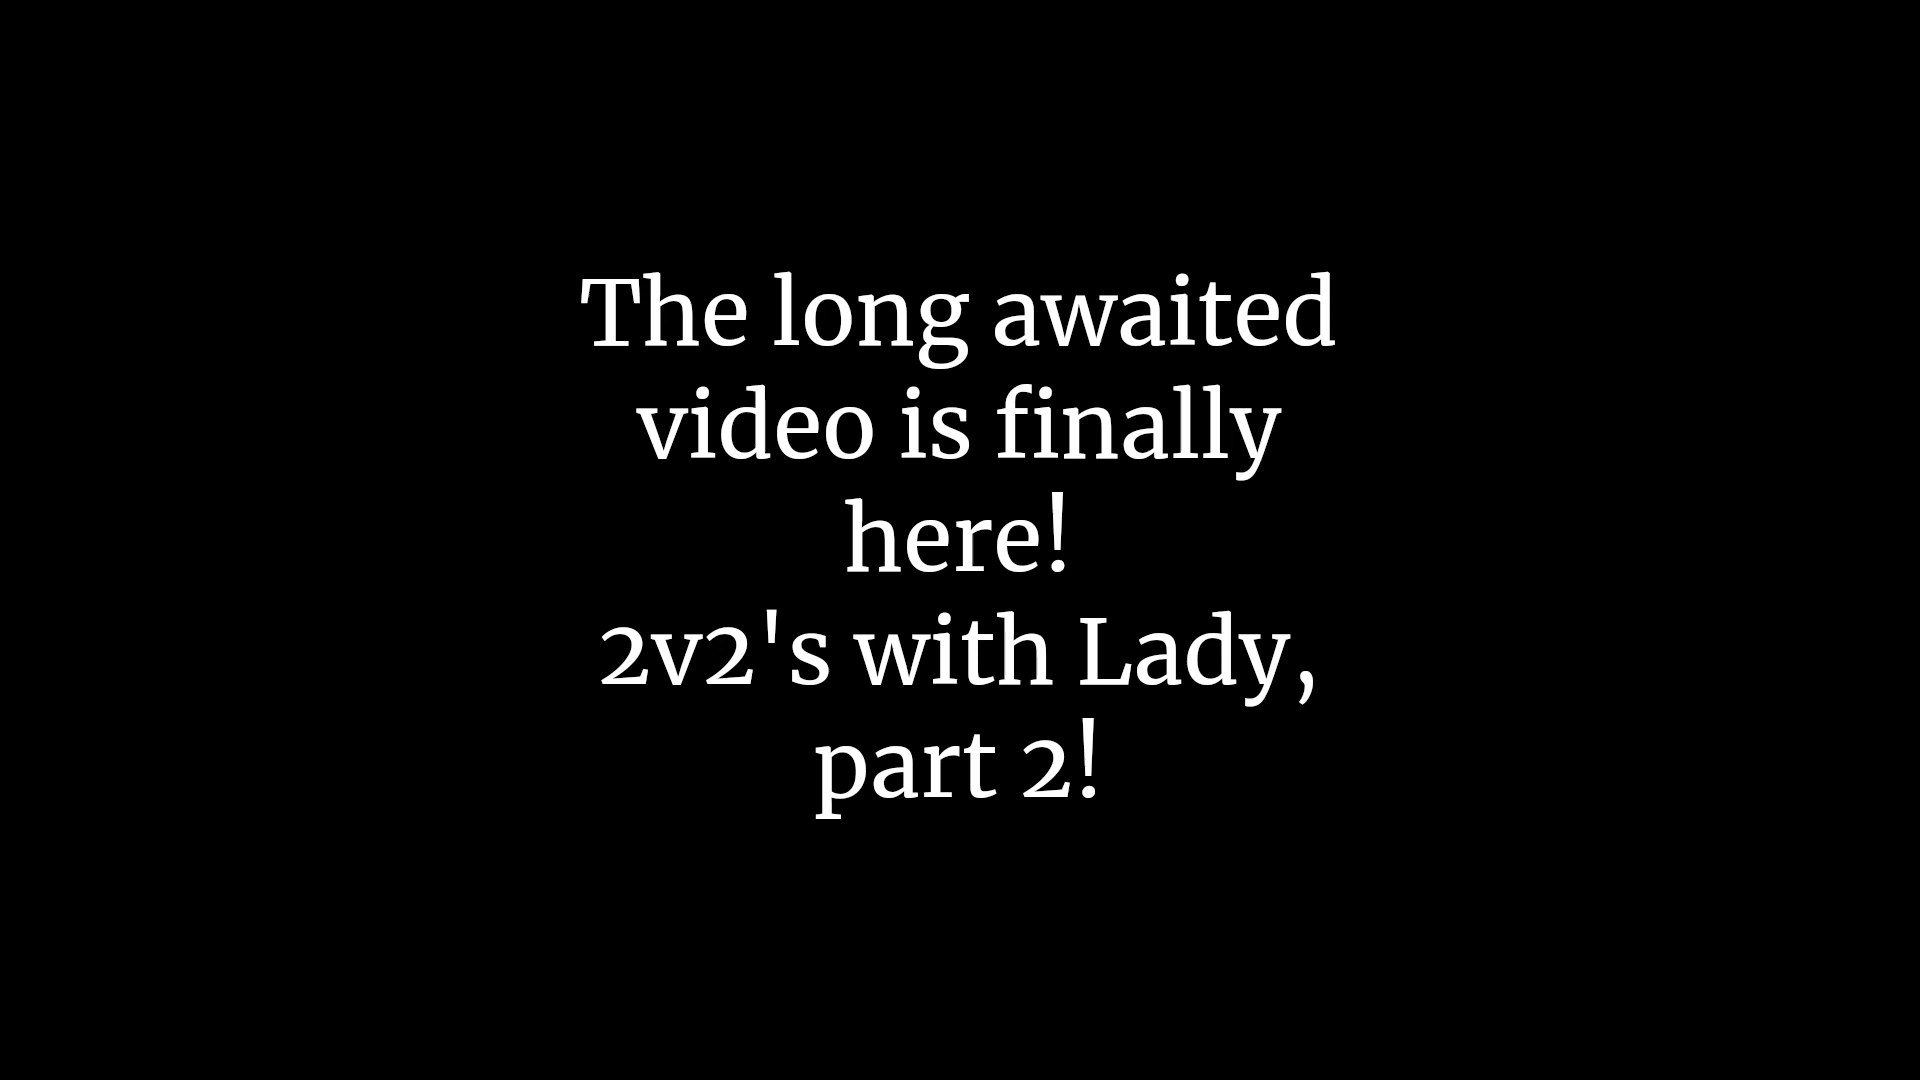 The long awaited
video is finally
here!
2v2's with Lady,
part 2!